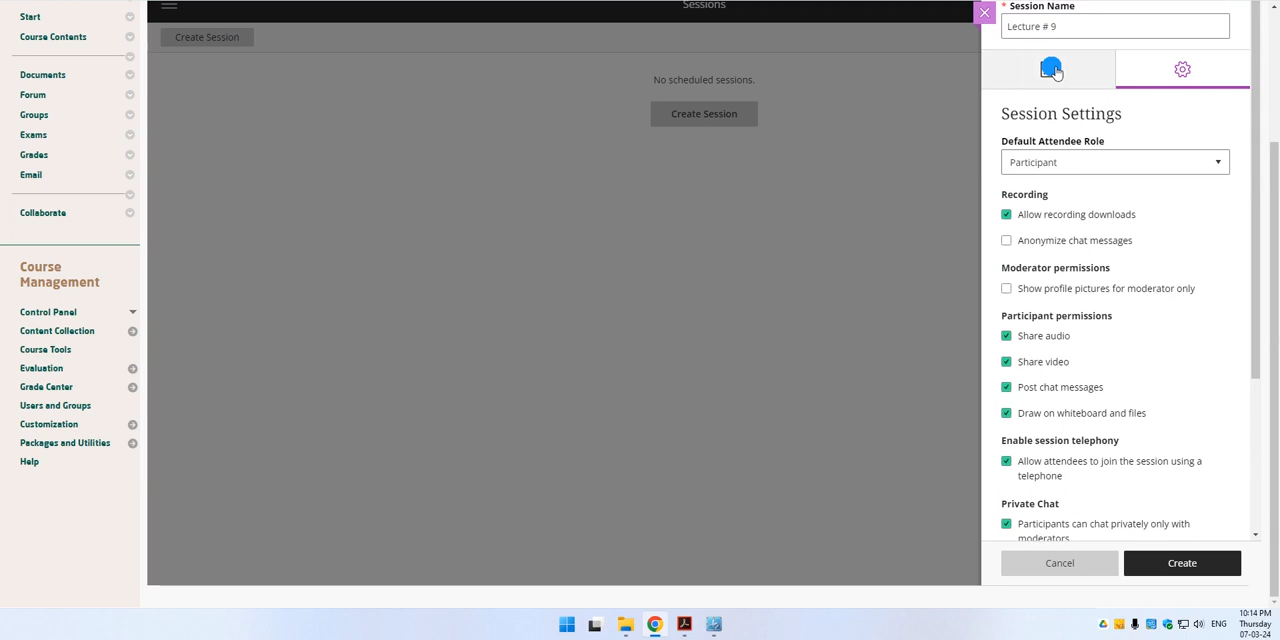 Start
Course Contents
Documents
Forum
Groups
Exams
Grades
Email
Collaborate
Course
Management
Control Panel
Content Collection
Course Tools
Evaluation
Grade Center
Users and Groups
Customization
Packages and Utilities
Help
Sessions
Create Session
No scheduled sessions.
Create Session
* Session Name
Lecture # 9
Session Settings
Default Attendee Role
Participant
Recording
Allow recording downloads
Anonymize chat messages
Moderator permissions
Show profile pictures for moderator only
Participant permissions
Share audio
Share video
Post chat messages
Draw on whiteboard and files
Enable session telephony
Allow attendees to join the session using a
telephone
Private Chat
Participants can chat privately only with
moderators
Cancel
Create
ENG
10:14 PM
Thursday
07-03-24